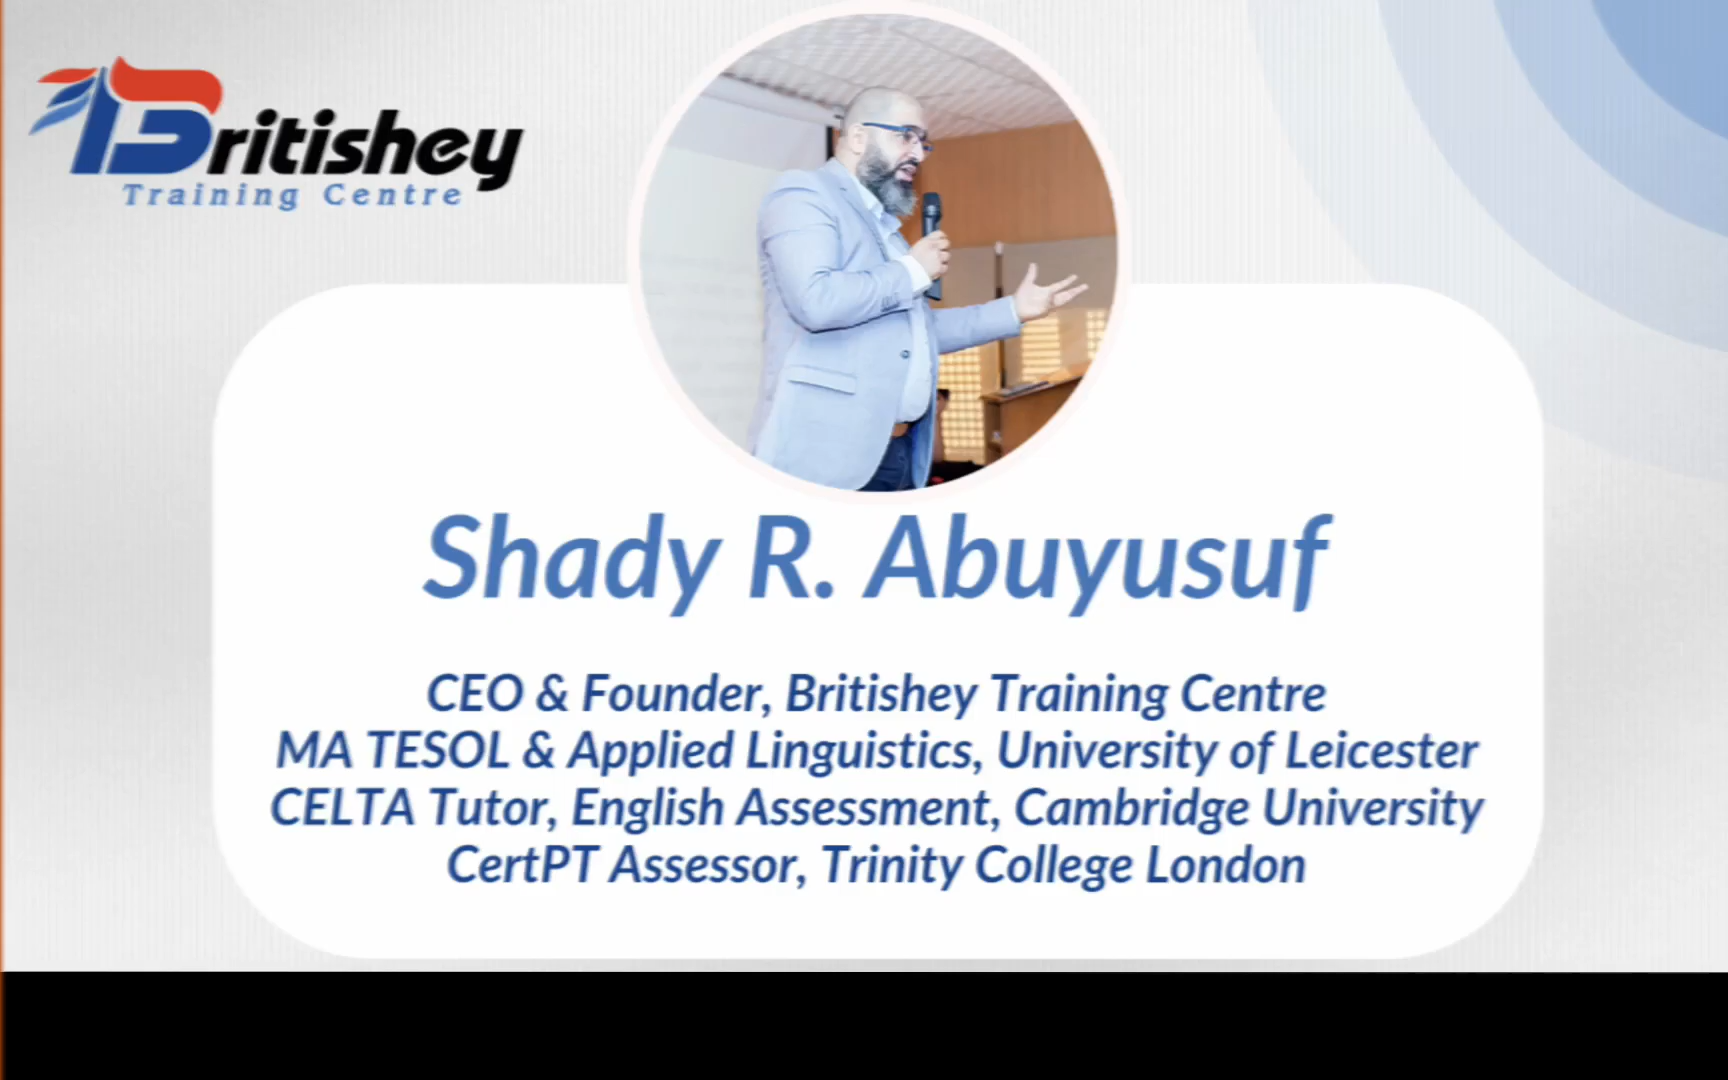 Britishey
Training Centre
Shady R. Abuyusuf
CEO & Founder, Britishey Training Centre
MA TESOL & Applied Linguistics, University of Leicester
CELTA Tutor, English Assessment, Cambridge University
CertPT Assessor, Trinity College London